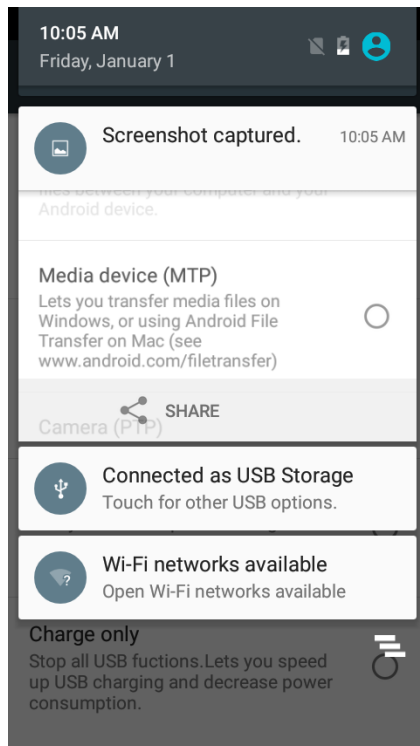 10:05 AM
Friday, January 1
Screenshot captured.
10:05 AM
files between your computer and your
Android device.
Media device (MTP)
Lets you transfer media files on
Windows, or using Android File
Transfer on Mac (see
www.android.com/filetransfer)
SHARE
Camera (PTP)
Connected as USB Storage
Touch for other USB options.
Wi-Fi networks available
Open Wi-Fi networks available
Charge only
Stop all USB fuctions.Lets you speed
up USB charging and decrease power
consumption.